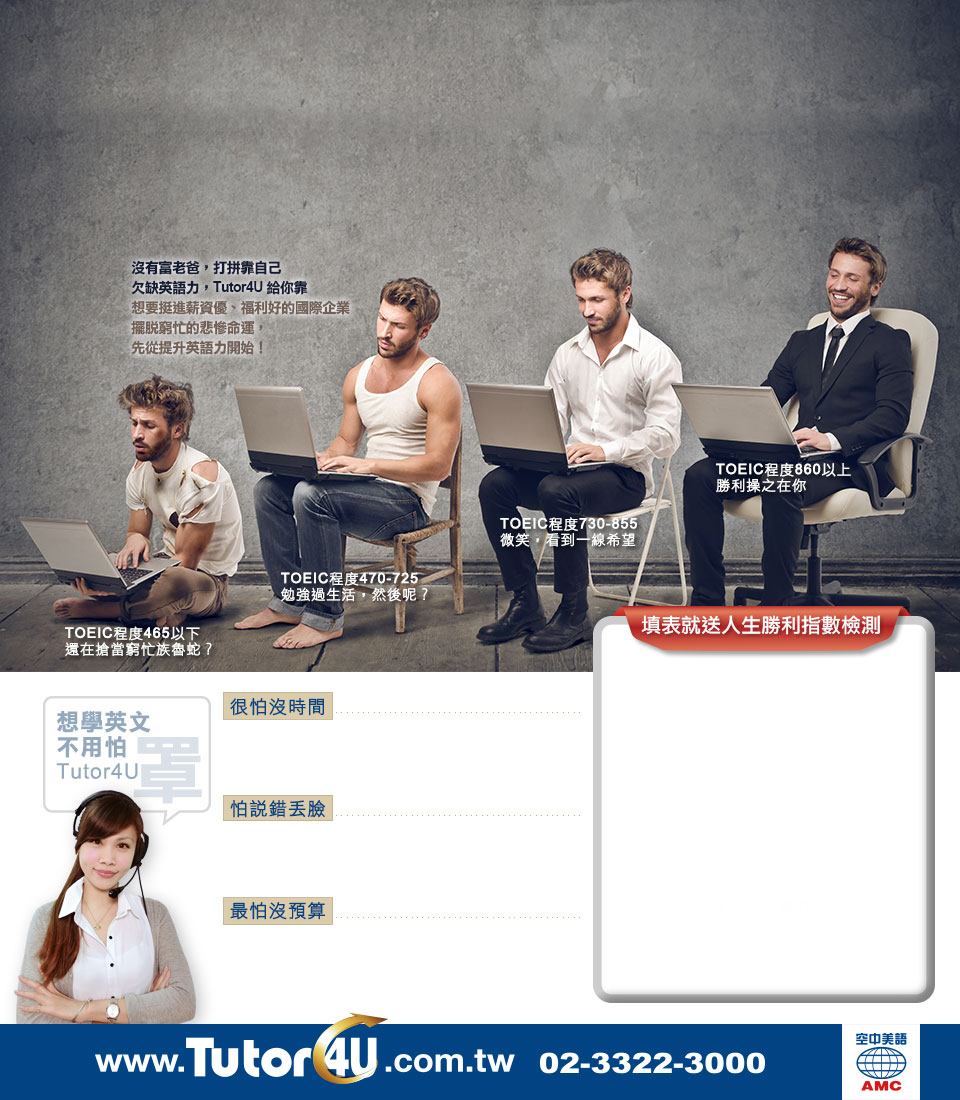 沒有富老爸，打拼靠自己
欠缺英語力，Tutor4U 給你靠
想要挺進薪資優、福利好的國際企業
擺脫窮忙的悲慘命運，
先從提升英語力開始！
TOEIC程度860以上
勝利操之在你
TOEIC程度730-855
微笑，看到一線希望
TOEIC程度470-725
勉強過生活，然後呢？
TOEIC程度465以下
還在搶當窮忙族魯蛇？
填表就送人生勝利指數檢測
想學英文
不用怕
Tutor4U罩
很怕沒時間
怕說錯丟臉
最怕沒預算
www.Tutor4U.com.tw 02-3322-3000
空中美語
AMC